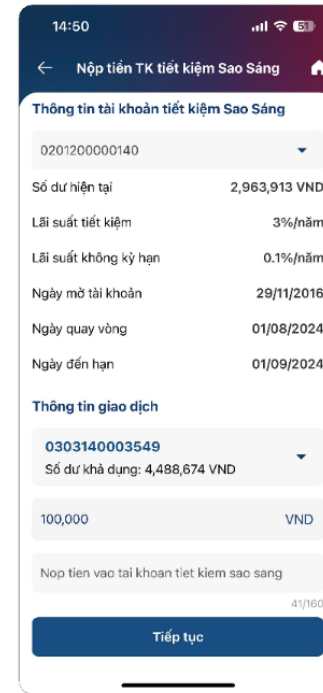 14:50
51
Nộp tiền TK tiết kiệm Sao Sáng
Thông tin tài khoản tiết kiệm Sao Sáng
0201200000140
Số dư hiện tại 2,963,913 VND
Lãi suất tiết kiệm 3%/năm
Lãi suất không kỳ hạn 0.1%/năm
Ngày mở tài khoản 29/11/2016
Ngày quay vòng 01/08/2024
Ngày đến hạn 01/09/2024
Thông tin giao dịch
0303140003549
Số dư khả dụng: 4,488,674 VND
100,000 VND
Nop tien vao tai khoan tiet kiem sao sang
41/160
Tiếp tục